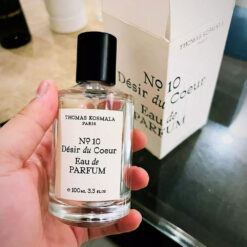 THOMAS KOSMALA
PARIS
No 10
Désir du Coeur
Eau de
PARFUM
e 100ml 3.3 fl.oz
THOMAS KOSMALA
PARIS
No 10
Désir du Coeur
Eau de
PARFUM